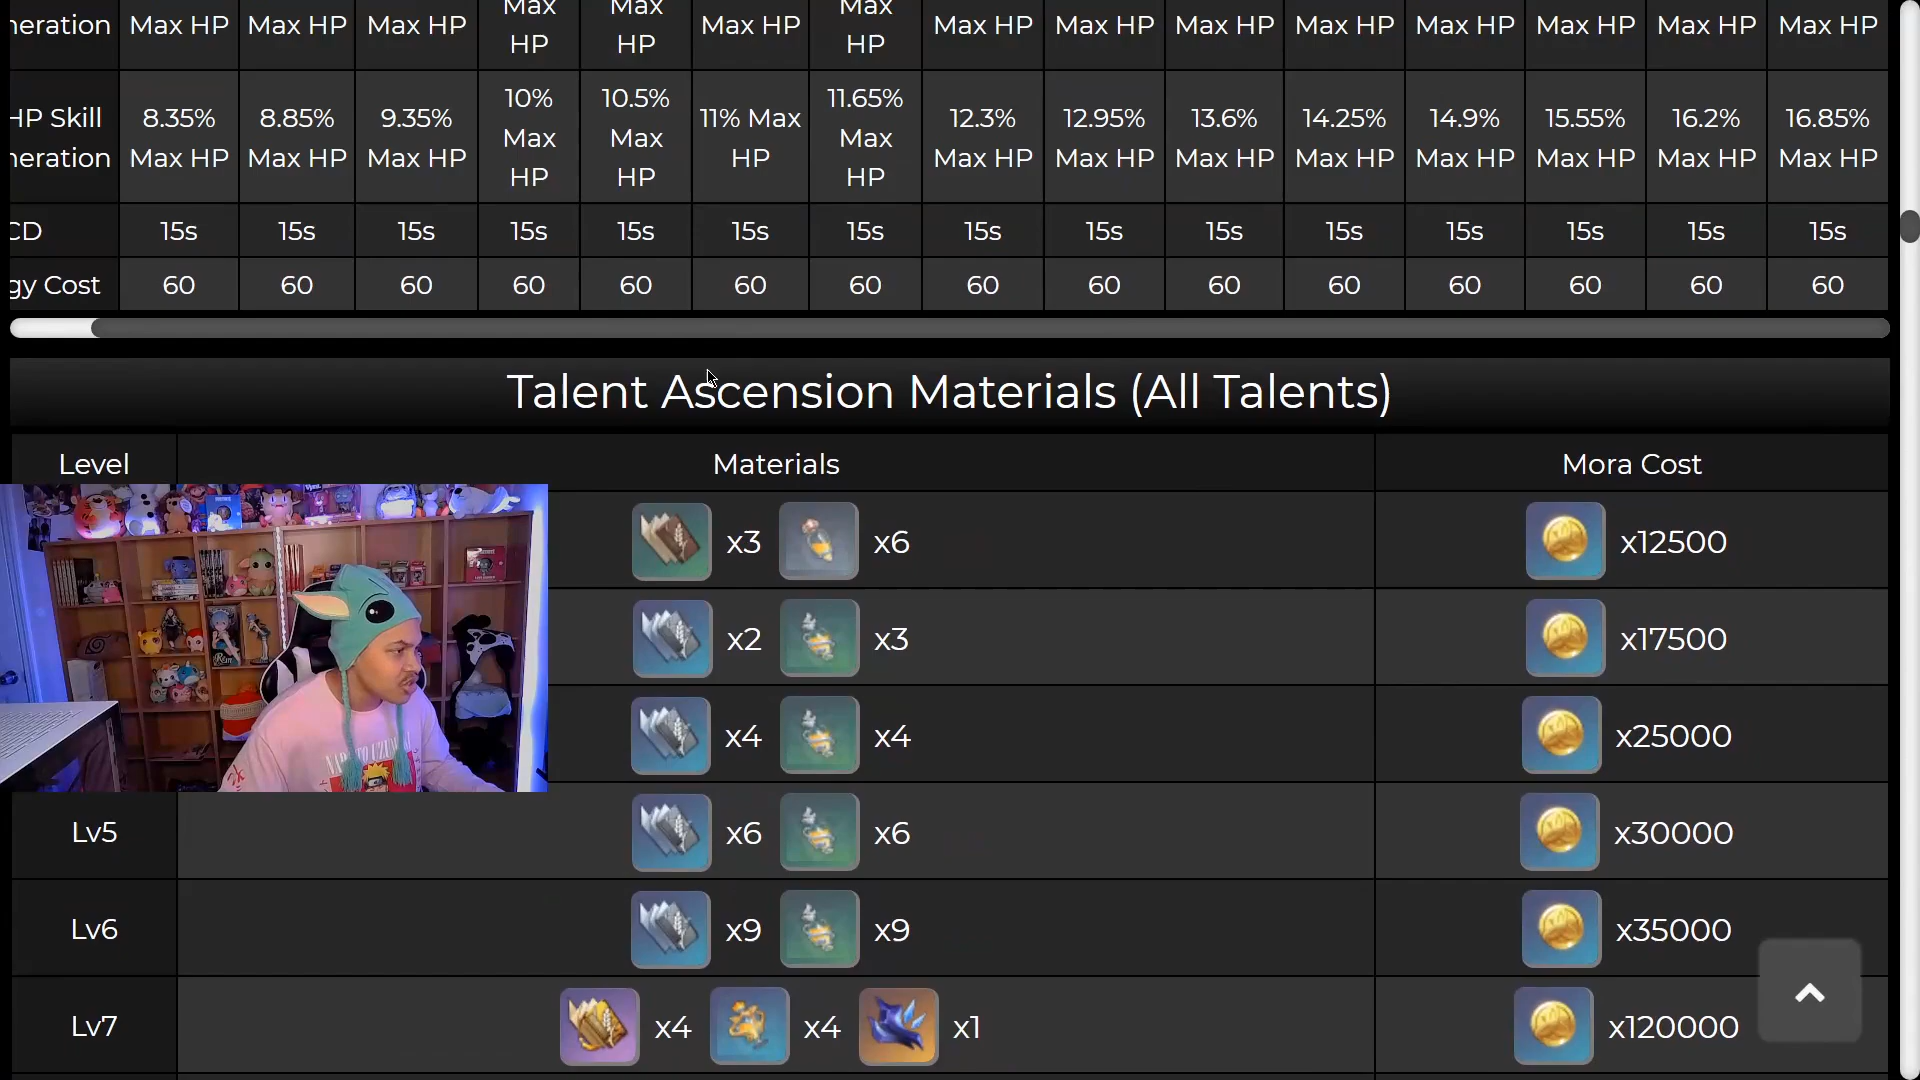 neration Max HP Max HP Max HP Max HP Max HP Max HP Max HP Max HP Max HP Max HP Max HP Max HP Max HP Max HP Max HP
HP Skill neration 8.35% Max HP 8.85% Max HP 9.35% Max HP 10% Max HP 10.5% Max HP 11% Max HP 11.65% Max HP 12.3% Max HP 12.95% Max HP 13.6% Max HP 14.25% Max HP 14.9% Max HP 15.55% Max HP 16.2% Max HP 16.85% Max HP
CD 15s 15s 15s 15s 15s 15s 15s 15s 15s 15s 15s 15s 15s 15s 15s
gy Cost 60 60 60 60 60 60 60 60 60 60 60 60 60 60 60
Talent Ascension Materials (All Talents)
Level Materials Mora Cost
x3 x6 x12500
x2 x3 x17500
x4 x4 x25000
Lv5 x6 x6 x30000
Lv6 x9 x9 x35000
Lv7 x4 x4 x1 x120000